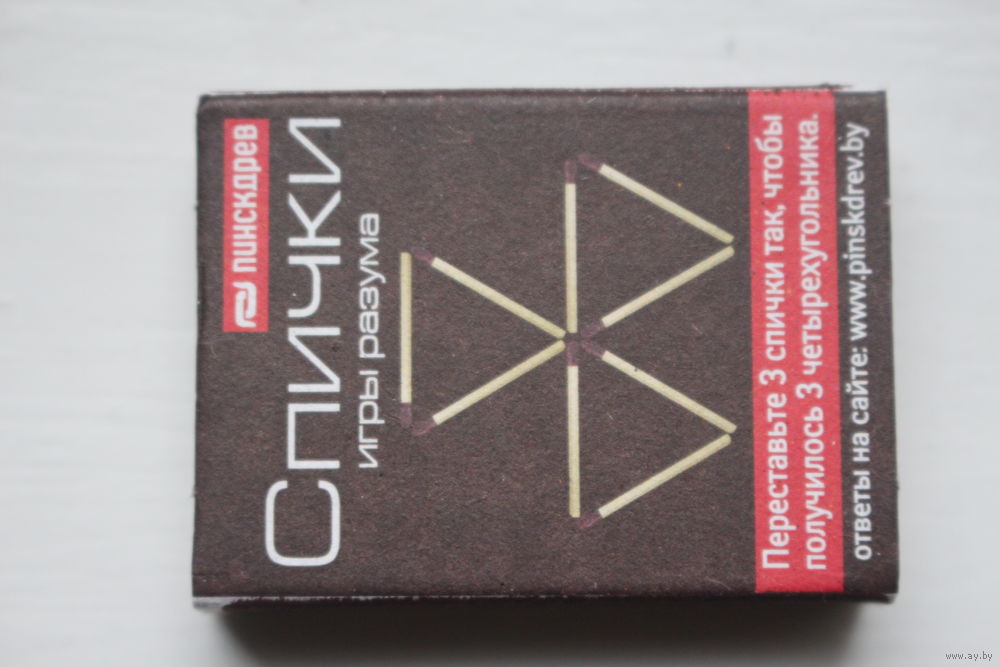 ПИНСКДРЕВ
Спички
игры разума
Переставьте 3 спички так, чтобы
получилось 3 четырехугольника.
ответы на сайте: www.pinskdrev.by
www.ay.by